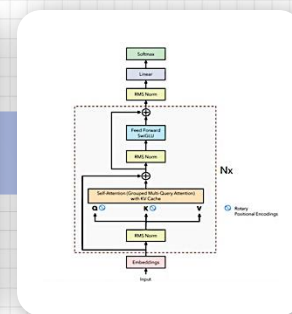 Softmax
Linear
RMS Norm
Feed Forward
SwiGLU
RMS Norm
Nx
Self-Attention (Grouped Multi-Query Attention)
with KV Cache
Q K V
Rotary
Positional Encodings
RMS Norm
Embeddings
Input